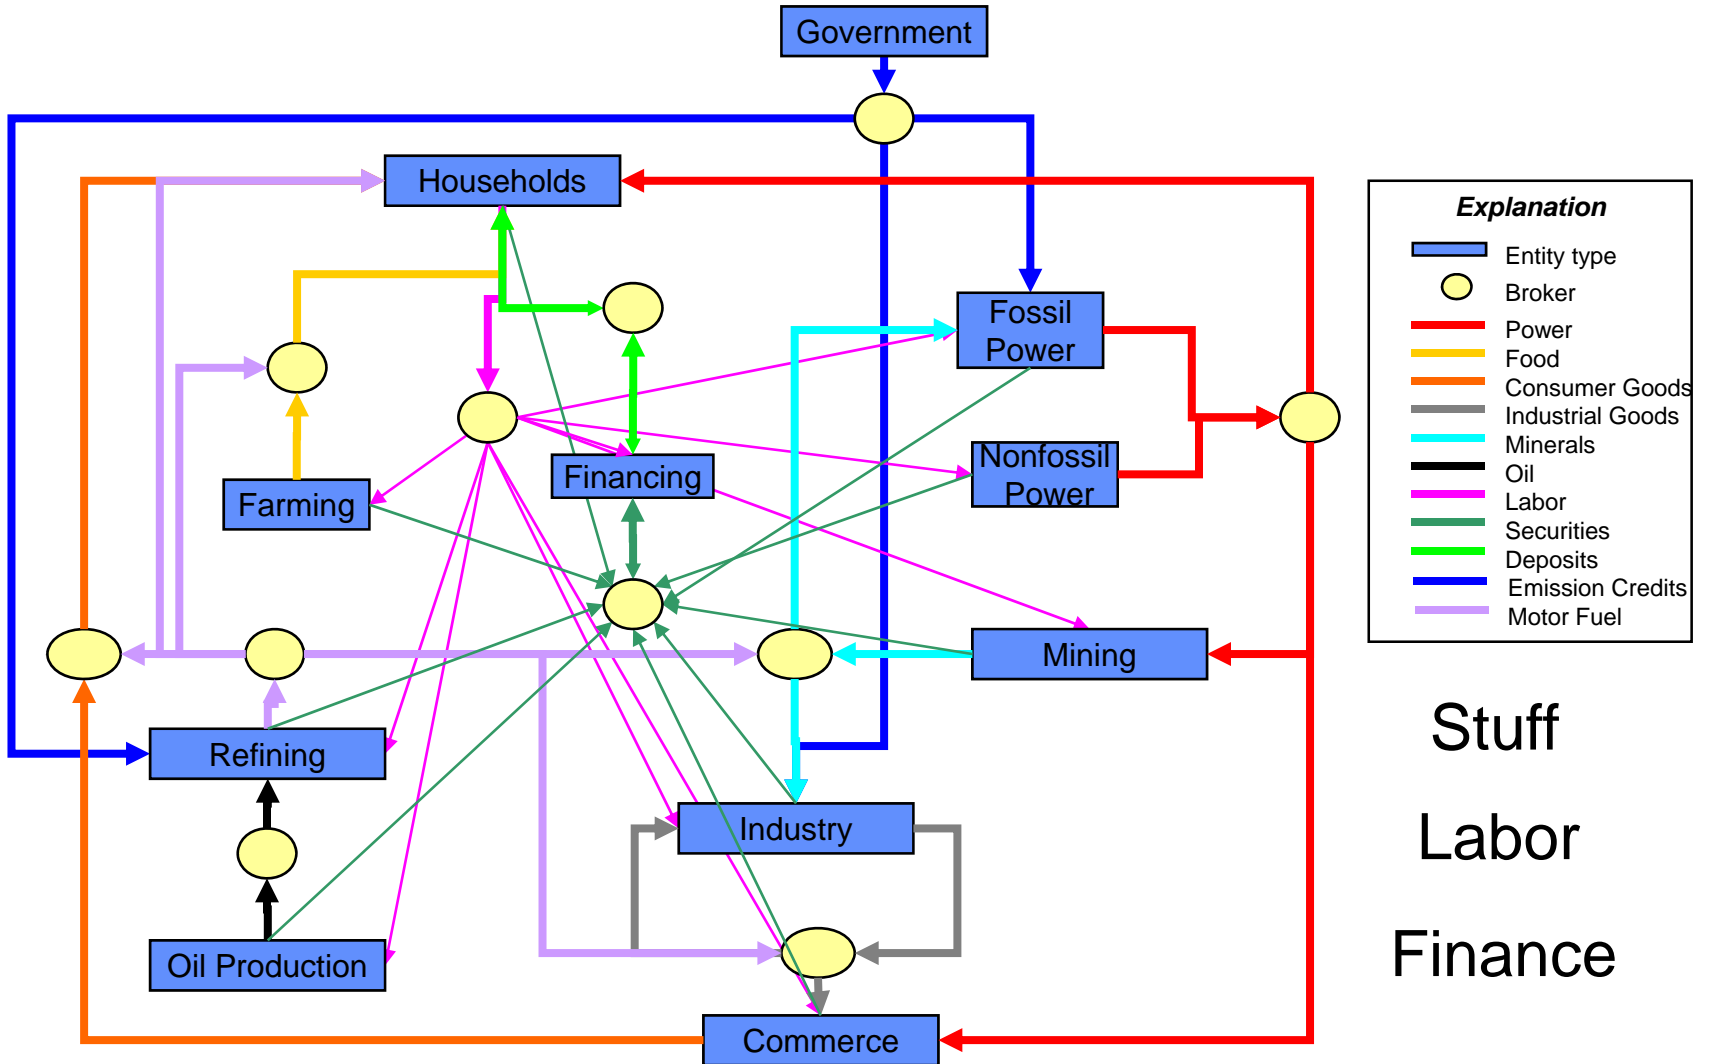 Government
Households
Fossil
Power
Nonfossil
Power
Financing
Farming
Mining
Refining
Industry
Oil Production
Commerce
Explanation
Entity type
Broker
Power
Food
Consumer Goods
Industrial Goods
Minerals
Oil
Labor
Securities
Deposits
Emission Credits
Motor Fuel
Stuff
Labor
Finance